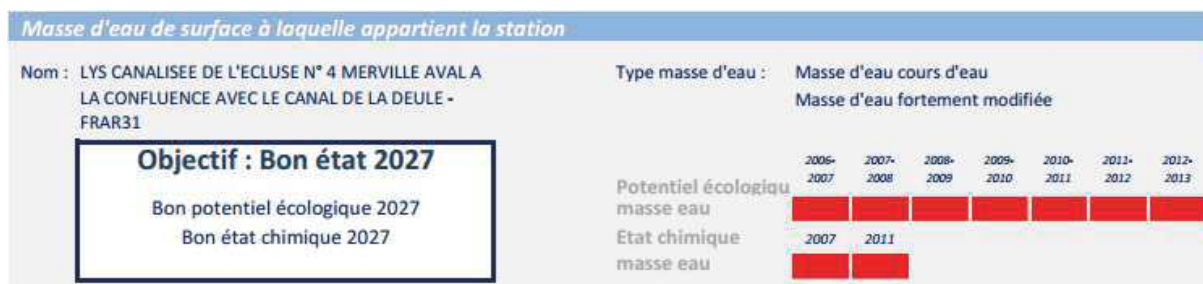 Masse d'eau de surface à laquelle appartient la station
Nom : LYS CANALISEE DE L'ECLUSE N° 4 MERVILLE AVAL A
LA CONFLUENCE AVEC LE CANAL DE LA DEULE -
FRAR31
Type masse d'eau : Masse d'eau cours d'eau
Masse d'eau fortement modifiée
Objectif : Bon état 2027
Bon potentiel écologique 2027
Bon état chimique 2027
2006- 2007- 2008- 2009- 2010- 2011- 2012-
2007 2008 2009 2010 2011 2012 2013
Potentiel écologiqu
masse eau
Etat chimique 2007 2011
masse eau